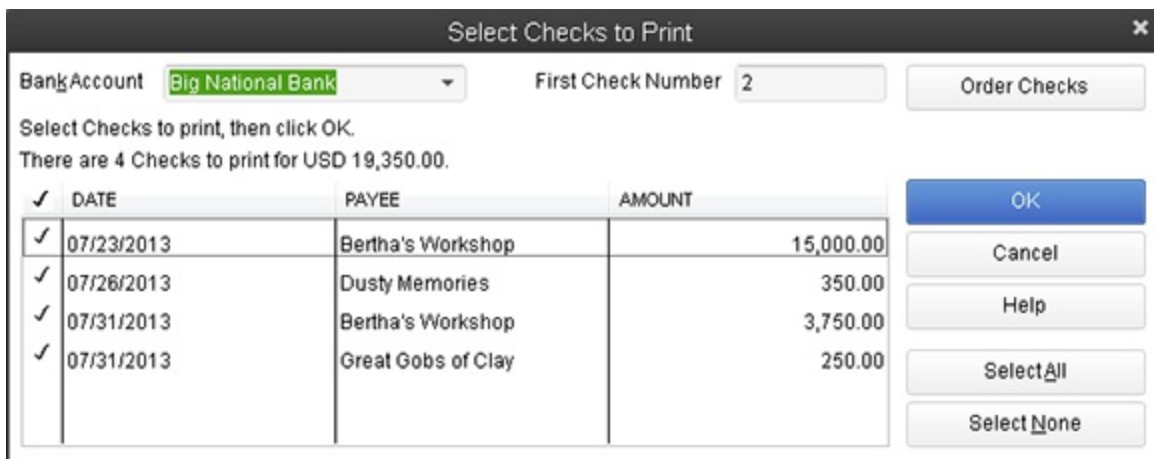 Select Checks to Print
Bank Account Big National Bank First Check Number 2 Order Checks
Select Checks to print, then click OK.
There are 4 Checks to print for USD 19,350.00.
✓ DATE PAYEE AMOUNT OK
✓ 07/23/2013 Bertha's Workshop 15,000.00
Cancel
✓ 07/26/2013 Dusty Memories 350.00
Help
✓ 07/31/2013 Bertha's Workshop 3,750.00
✓ 07/31/2013 Great Gobs of Clay 250.00
Select All
Select None